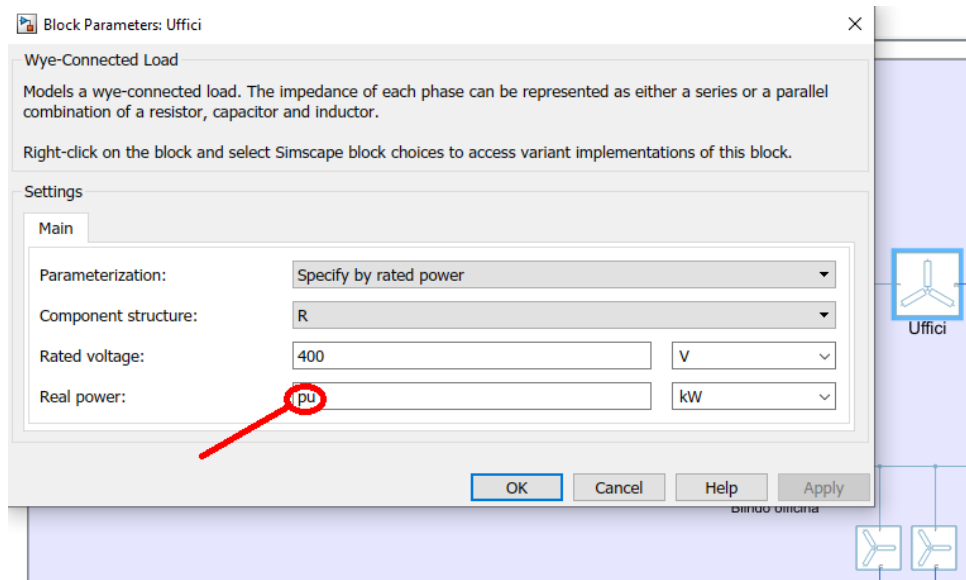 Block Parameters: Uffici
Wye-Connected Load
Models a wye-connected load. The impedance of each phase can be represented as either a series or a parallel
combination of a resistor, capacitor and inductor.
Right-click on the block and select Simscape block choices to access variant implementations of this block.
Settings
Main
Parameterization: Specify by rated power
Component structure: R
Rated voltage: 400 V
Real power: pu kW
Uffici
OK Cancel Help Apply
Blindo officina